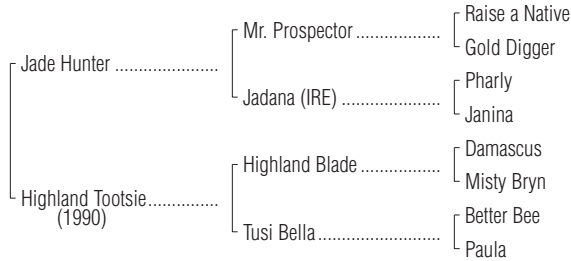 Raise a Native
Mr. Prospector ....................
Gold Digger
Jade Hunter ........................
Pharly
Jadana (IRE) .......................
Janina
Damascus
Highland Blade ...................
Misty Bryn
Highland Tootsie................
(1990)
Better Bee
Tusi Bella.............................
Paula